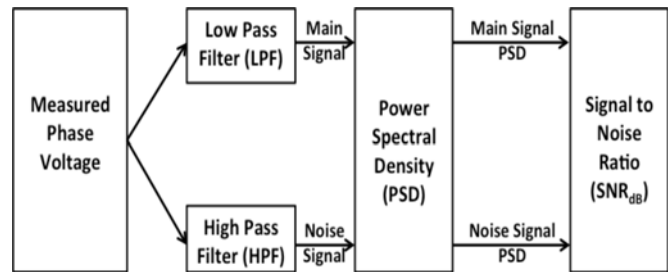 Measured
Phase
Voltage
Low Pass
Filter (LPF)
High Pass
Filter (HPF)
Main
Signal
Noise
Signal
Power
Spectral
Density
(PSD)
Main Signal
PSD
Noise Signal
PSD
Signal to
Noise
Ratio
(SNRdB)